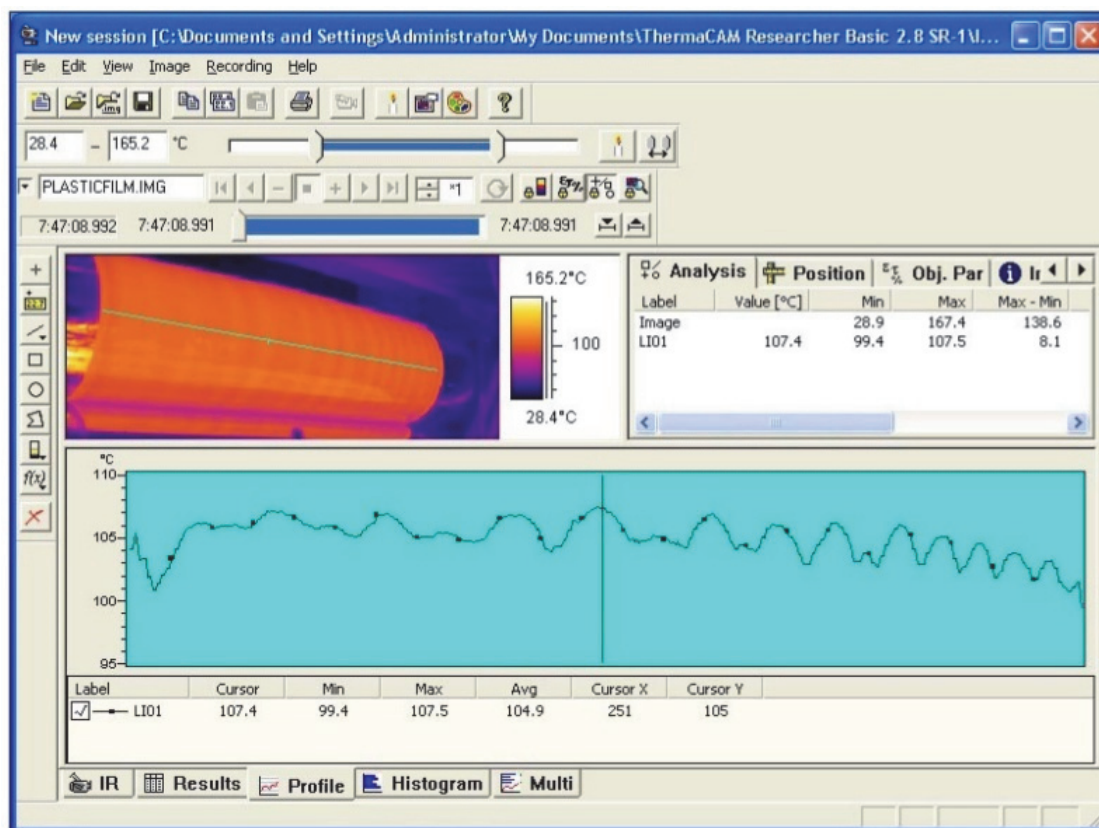 New session [C:\Documents and Settings\Administrator\My Documents\ThermaCAM Researcher Basic 2.8 SR-1\I...
File Edit View Image Recording Help
28.4 – 165.2 °C
PLASTICFILM.IMG *1
7:47:08.992 7:47:08.991 7:47:08.991
165.2°C
100
28.4°C
Analysis Position Obj. Par
Label Value [°C] Min Max Max - Min
Image 28.9 167.4 138.6
LI01 107.4 99.4 107.5 8.1
f(x)
°C
110
105
100
95
Label Cursor Min Max Avg Cursor X Cursor Y
LI01 107.4 99.4 107.5 104.9 251 105
IR Results Profile Histogram Multi